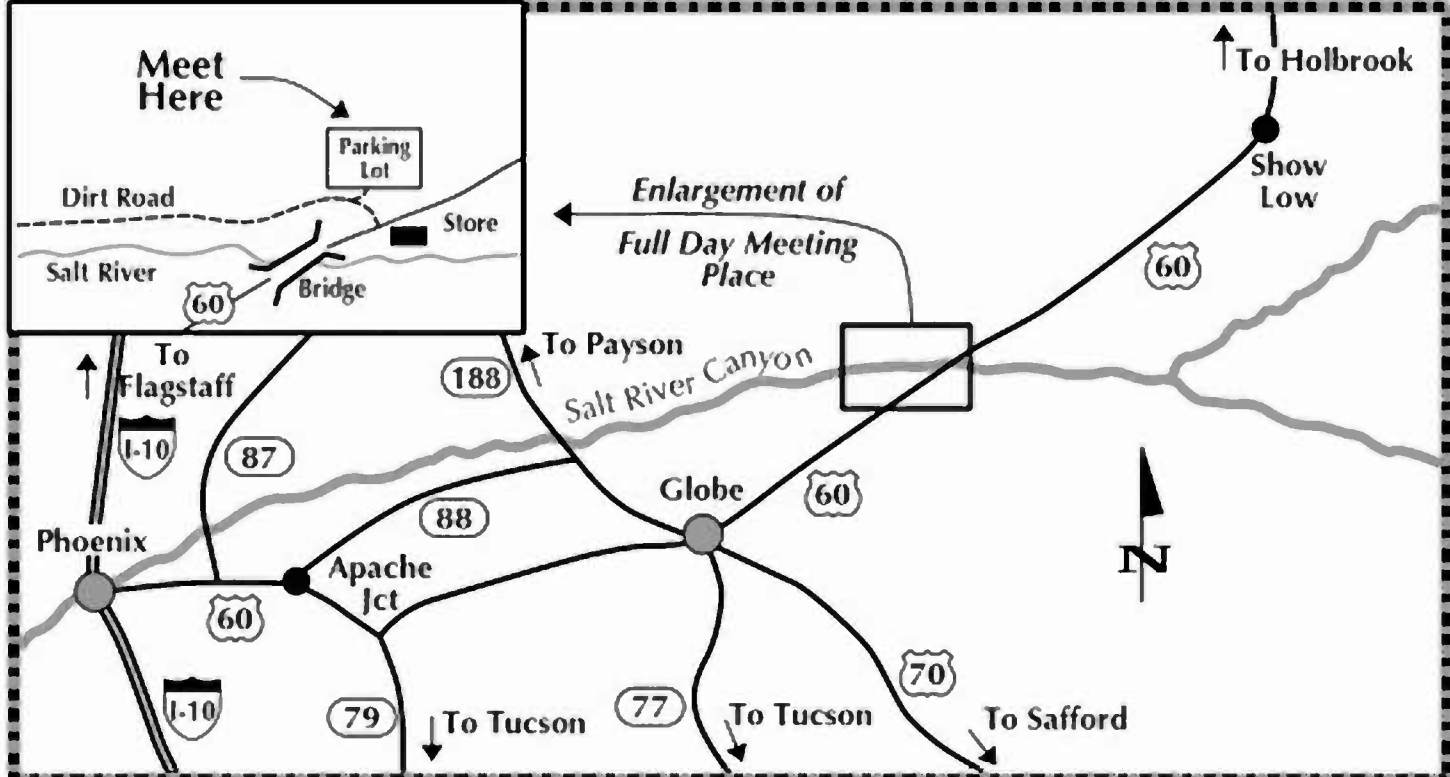 Meet
Here
Parking
Lot
Dirt Road
Store
Salt River
Bridge
60
To Holbrook
Show
Low
Enlargement of
Full Day Meeting
Place
60
To
Flagstaff
I-10
87
188
To Payson
Salt River Canyon
88
Globe
60
Phoenix
Apache
Jct
60
N
I-10
79
To Tucson
77
To Tucson
70
To Safford